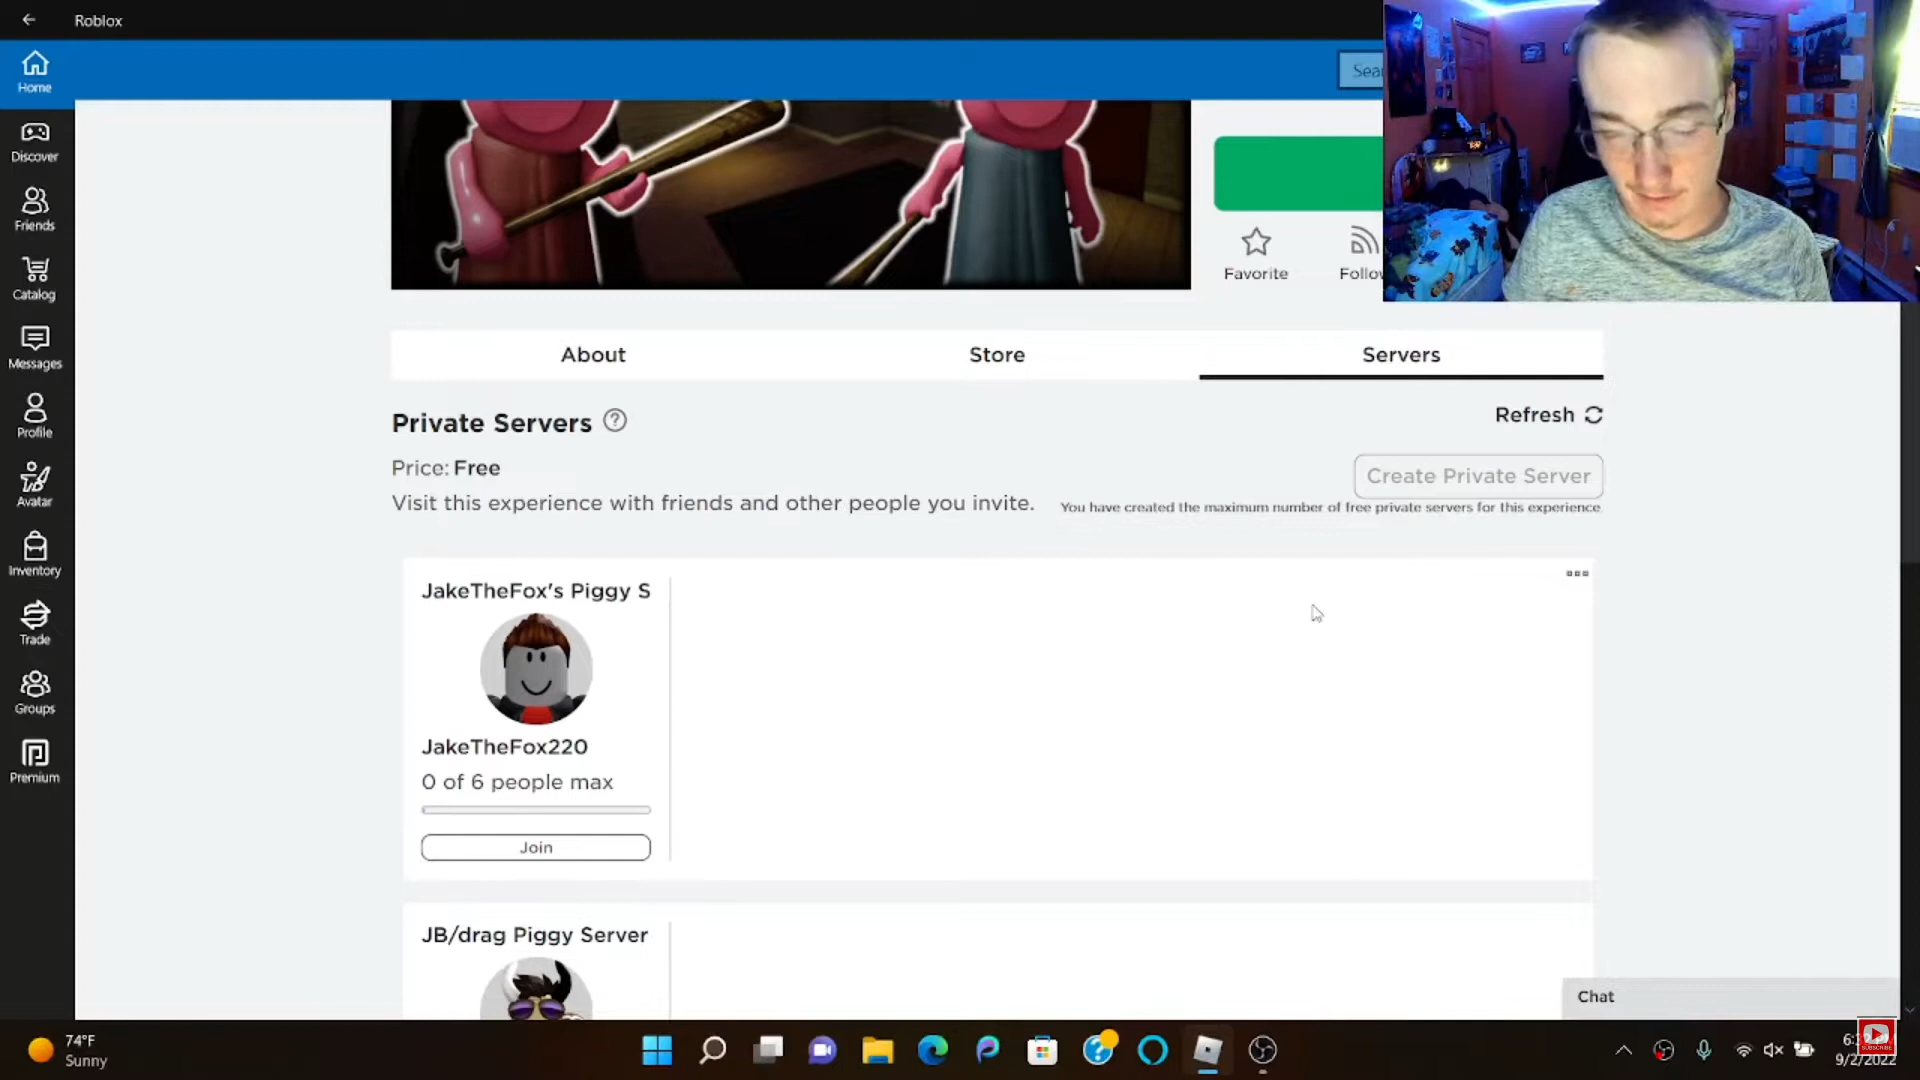 Roblox
Home
Sea
Discover
Friends
Catalog
Messages
Profile
Avatar
Inventory
Trade
Groups
Premium
Favorite
Follo
About
Store
Servers
Private Servers
Refresh
Price: Free
Create Private Server
Visit this experience with friends and other people you invite.
You have created the maximum number of free private servers for this experience
JakeTheFox's Piggy S
JakeTheFox220
0 of 6 people max
Join
JB/drag Piggy Server
Chat
74°F
Sunny
9/2/2022
SUBSCRIBE